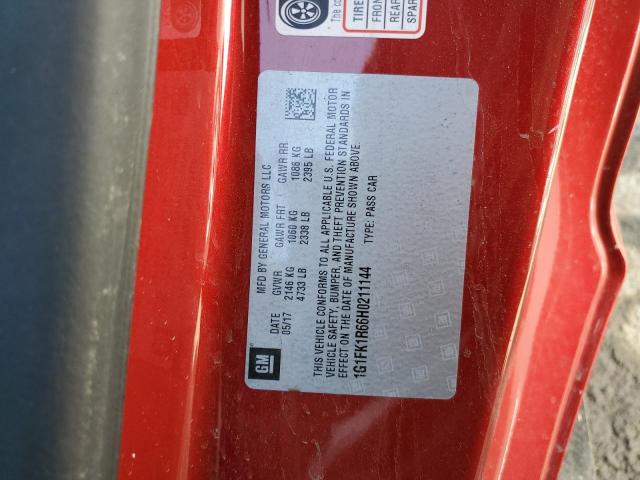 The co
TIRE
FRON
REAR
SPAR
MFD BY GENERAL MOTORS LLC
DATE GVWR GAWR FRT GAWR RR
05/17 2146 KG 1060 KG 1086 KG
4733 LB 2338 LB 2395 LB
GM
THIS VEHICLE CONFORMS TO ALL APPLICABLE U.S. FEDERAL MOTOR
VEHICLE SAFETY, BUMPER, AND THEFT PREVENTION STANDARDS IN
EFFECT ON THE DATE OF MANUFACTURE SHOWN ABOVE.
1G1FK1R66H0211144 TYPE: PASS CAR